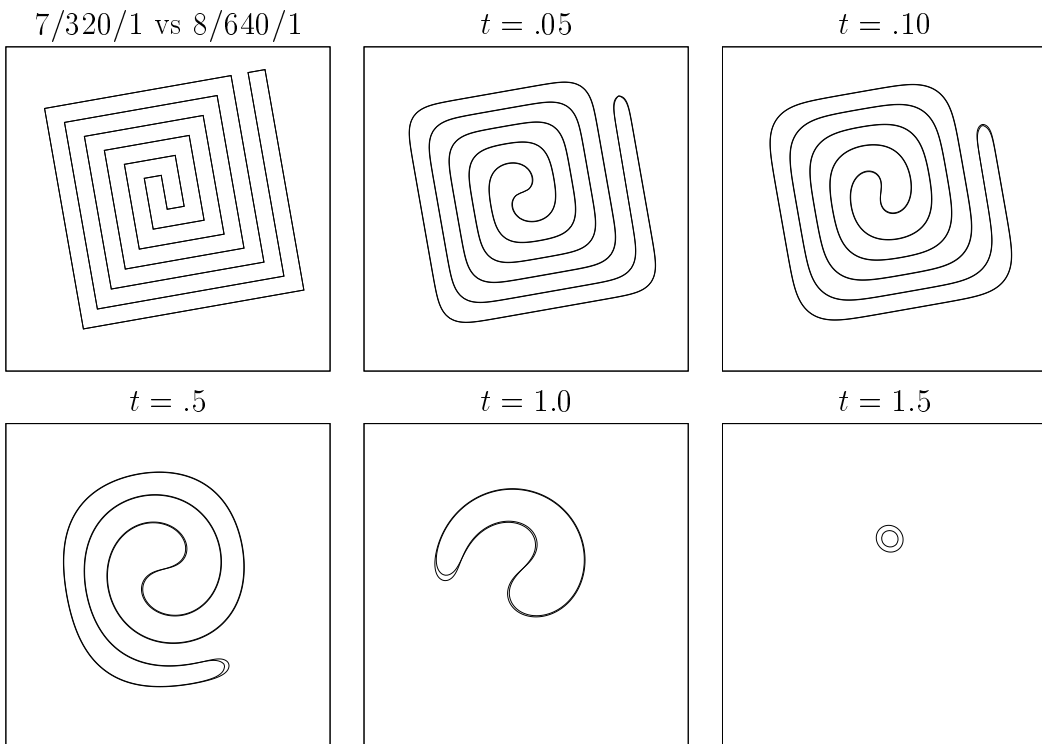 7/320/1 vs 8/640/1
t = .05
t = .10
t = .5
t = 1.0
t = 1.5